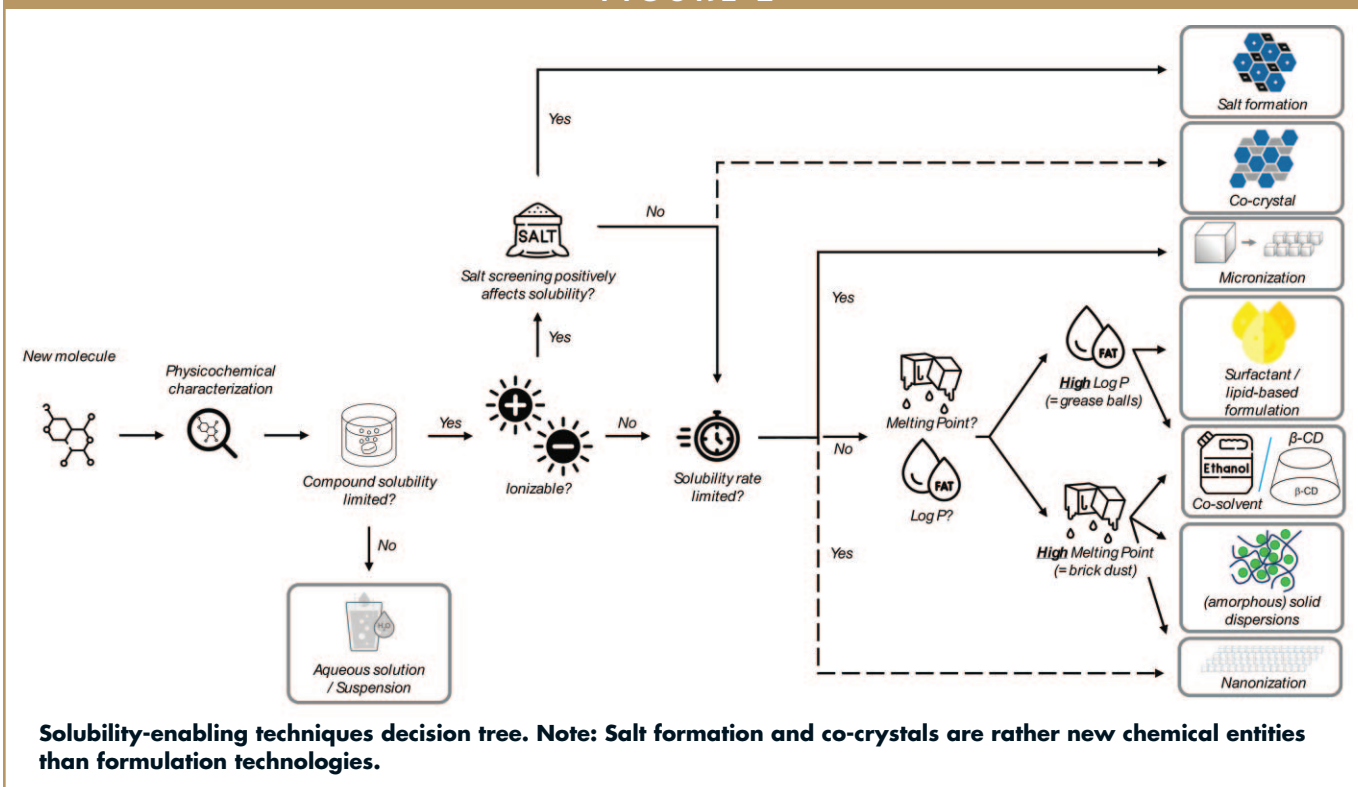 Yes
Salt formation
Co-crystal
No
SALT
Salt screening positively
affects solubility?
Micronization
Yes
Yes
New molecule
Physicochemical
characterization
FAT
High Log P
(= grease balls)
Surfactant /
lipid-based
formulation
Melting Point?
Yes
No
No
Compound solubility
limited?
Ionizable?
Solubility rate
limited?
FAT
Log P?
Ethanol
β-CD
β-CD
Co-solvent
No
Yes
High Melting Point
(= brick dust)
(amorphous) solid
dispersions
H₂O
Aqueous solution
/ Suspension
Nanonization
Solubility-enabling techniques decision tree. Note: Salt formation and co-crystals are rather new chemical entities
than formulation technologies.